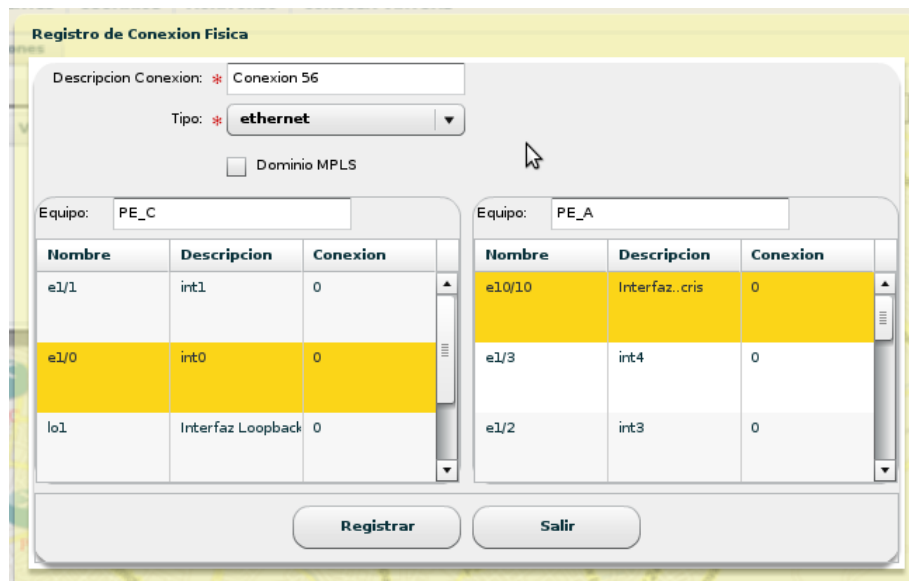 Registro de Conexion Fisica
Descripcion Conexion: * Conexion 56
Tipo: * ethernet
Dominio MPLS
Equipo: PE_C
Nombre Descripcion Conexion
e1/1 int1 0
e1/0 int0 0
lo1 Interfaz Loopback 0
Equipo: PE_A
Nombre Descripcion Conexion
e10/10 Interfaz..cris 0
e1/3 int4 0
e1/2 int3 0
Registrar Salir